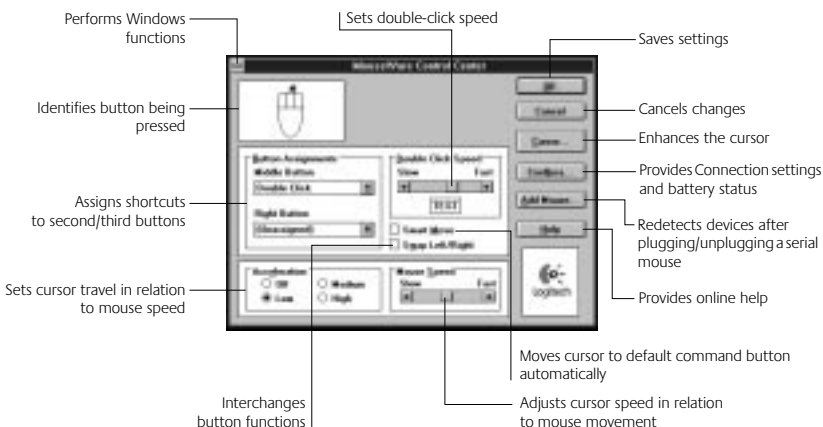 Performs Windows
functions
Sets double-click speed
Saves settings
MouseWare Control Center
OK
Identifies button being
pressed
Cancel
Cancels changes
Cursor...
Enhances the cursor
Button Assignments
Middle Button
Double Click
Double Click Speed
Slow Fast
TEST
Provides Connection settings
and battery status
Assigns shortcuts
to second/third buttons
Right Button
(Unassigned)
Add Mouse...
Smart Move
Swap Left/Right
Help
Redetects devices after
plugging/unplugging a serial
mouse
Sets cursor travel in relation
to mouse speed
Acceleration
Off
Medium
Low
High
Mouse Speed
Slow Fast
Logitech
Provides online help
Moves cursor to default command button
automatically
Interchanges
button functions
Adjusts cursor speed in relation
to mouse movement